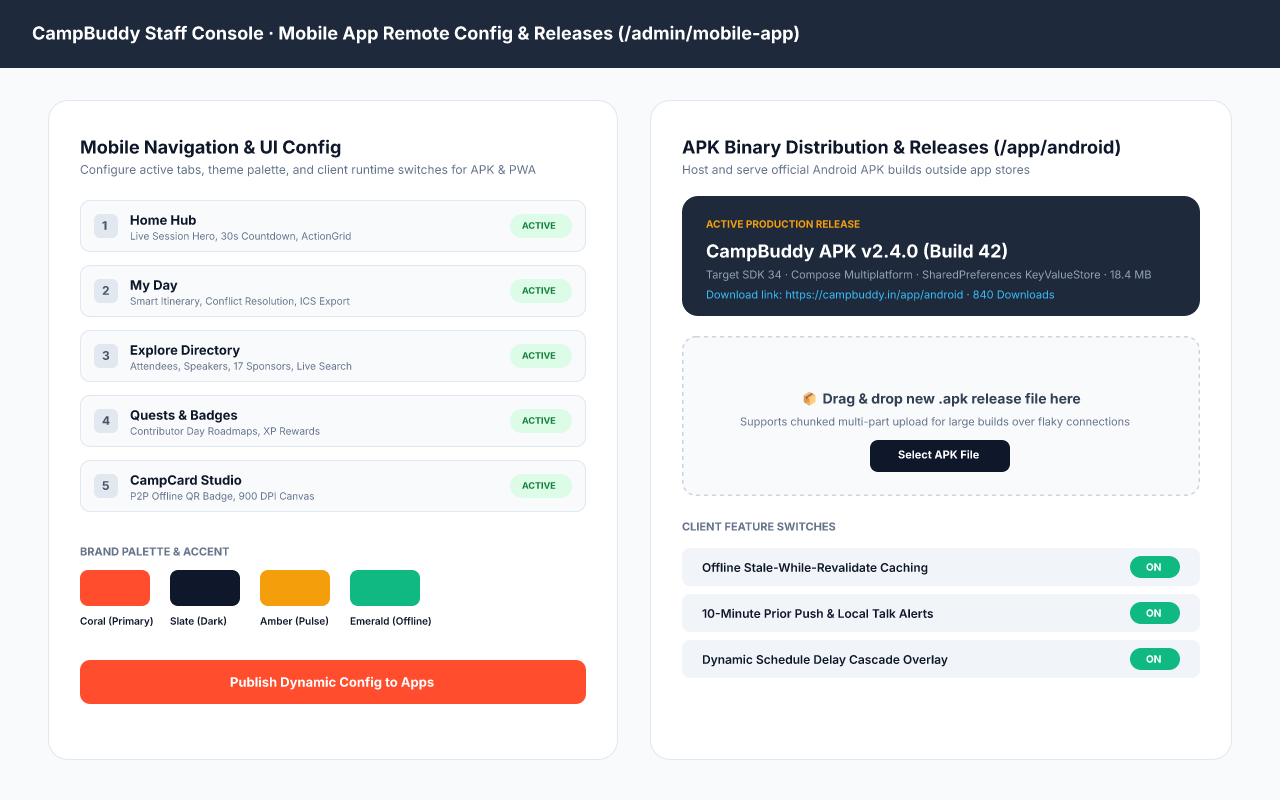 CampBuddy Staff Console · Mobile App Remote Config & Releases (/admin/mobile-app)
Mobile Navigation & UI Config
Configure active tabs, theme palette, and client runtime switches for APK & PWA
1
Home Hub
Live Session Hero, 30s Countdown, ActionGrid
ACTIVE
2
My Day
Smart Itinerary, Conflict Resolution, ICS Export
ACTIVE
3
Explore Directory
Attendees, Speakers, 17 Sponsors, Live Search
ACTIVE
4
Quests & Badges
Contributor Day Roadmaps, XP Rewards
ACTIVE
5
CampCard Studio
P2P Offline QR Badge, 900 DPI Canvas
ACTIVE
BRAND PALETTE & ACCENT
Coral (Primary)
Slate (Dark)
Amber (Pulse)
Emerald (Offline)
Publish Dynamic Config to Apps
APK Binary Distribution & Releases (/app/android)
Host and serve official Android APK builds outside app stores
ACTIVE PRODUCTION RELEASE
CampBuddy APK v2.4.0 (Build 42)
Target SDK 34 · Compose Multiplatform · SharedPreferences KeyValueStore · 18.4 MB
Download link: https://campbuddy.in/app/android · 840 Downloads
📦 Drag & drop new .apk release file here
Supports chunked multi-part upload for large builds over flaky connections
Select APK File
CLIENT FEATURE SWITCHES
Offline Stale-While-Revalidate Caching
ON
10-Minute Prior Push & Local Talk Alerts
ON
Dynamic Schedule Delay Cascade Overlay
ON